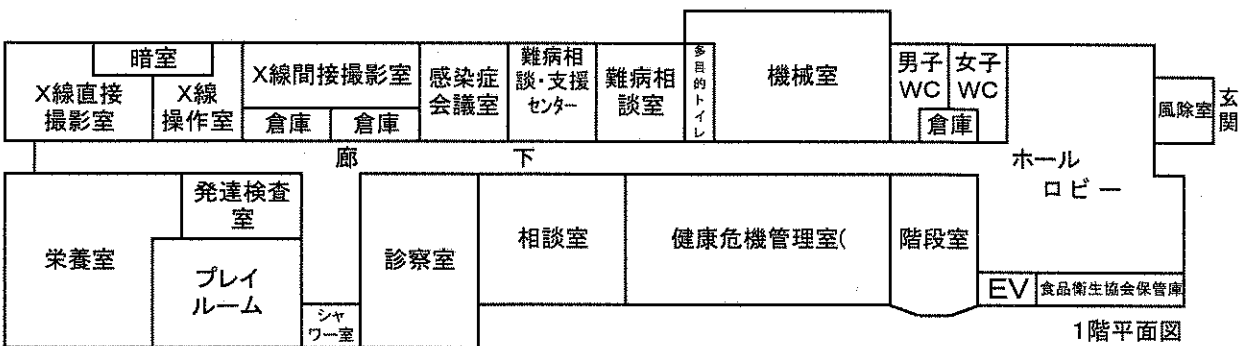 暗室
X線直接
撮影室
X線
操作室
X線間接撮影室
倉庫
倉庫
感染症
会議室
難病相
談・支援
センター
難病相
談室
多目的トイレ
機械室
男子
WC
女子
WC
倉庫
風除室
玄関
廊下
ホール
ロビー
栄養室
発達検査
室
プレイ
ルーム
シャ
ワー室
診察室
相談室
健康危機管理室(
階段室
EV
食品衛生協会保管庫
1階平面図